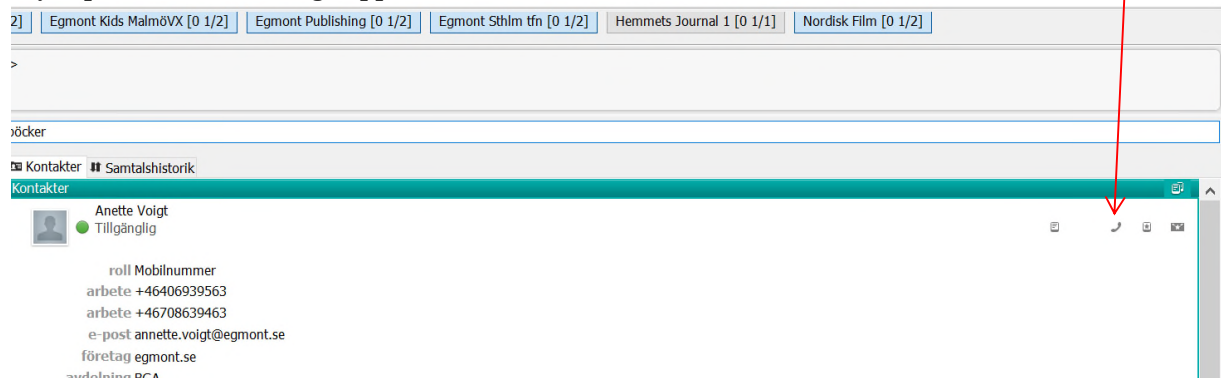 2] Egmont Kids MalmöVX [0 1/2] Egmont Publishing [0 1/2] Egmont Sthlm tfn [0 1/2] Hemmets Journal 1 [0 1/1] Nordisk Film [0 1/2]
>
böcker
Kontakter Samtalshistorik
Kontakter
Anette Voigt
Tillgänglig
roll Mobilnummer
arbete +46406939563
arbete +46708639463
e-post annette.voigt@egmont.se
företag egmont.se
avdelning